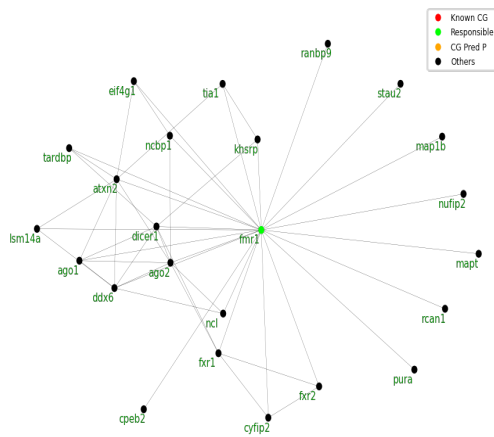 Known CG
Responsible
CG Pred P
Others
ranbp9
eif4g1
tia1
stau2
ncbp1
khsrp
map1b
tardbp
atxn2
nufip2
lsm14a
dicer1
fmr1
ago1
ago2
mapt
ddx6
ncl
rcan1
fxr1
pura
fxr2
cpeb2
cyfip2